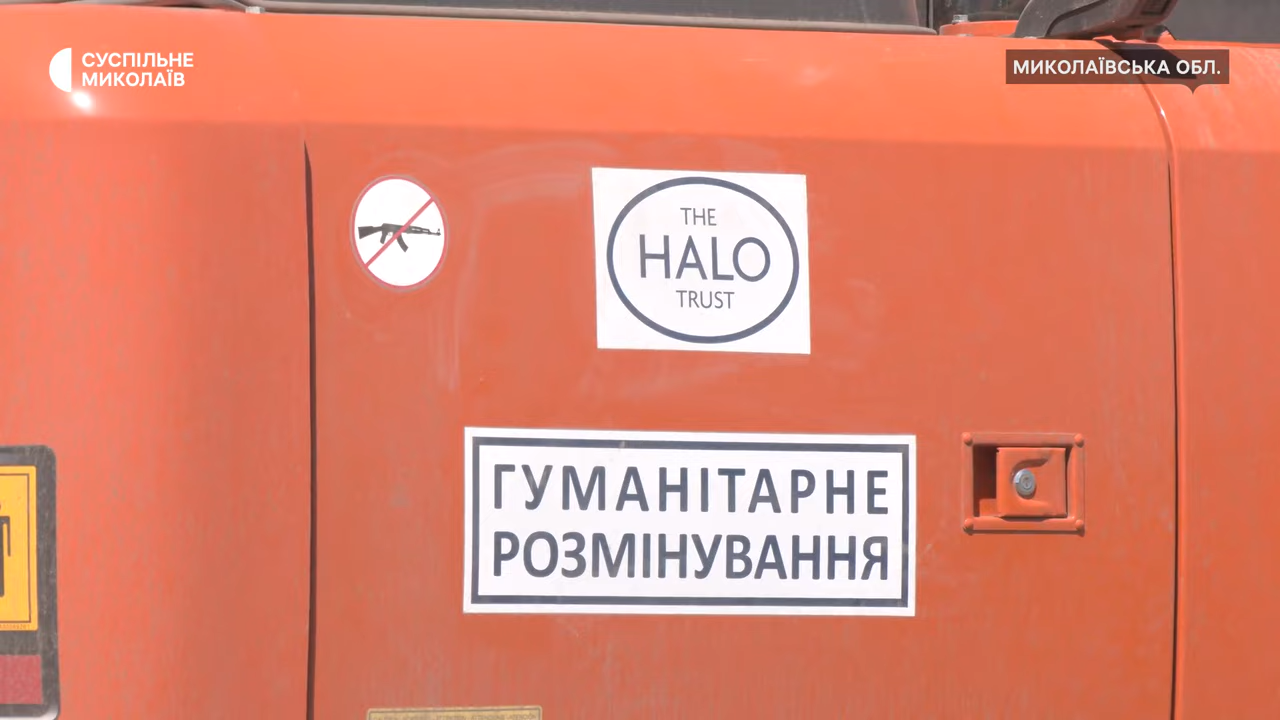 СУСПІЛЬНЕ
МИКОЛАЇВ
МИКОЛАЇВСЬКА ОБЛ.
THE
HALO
TRUST
ГУМАНІТАРНЕ
РОЗМІНУВАННЯ